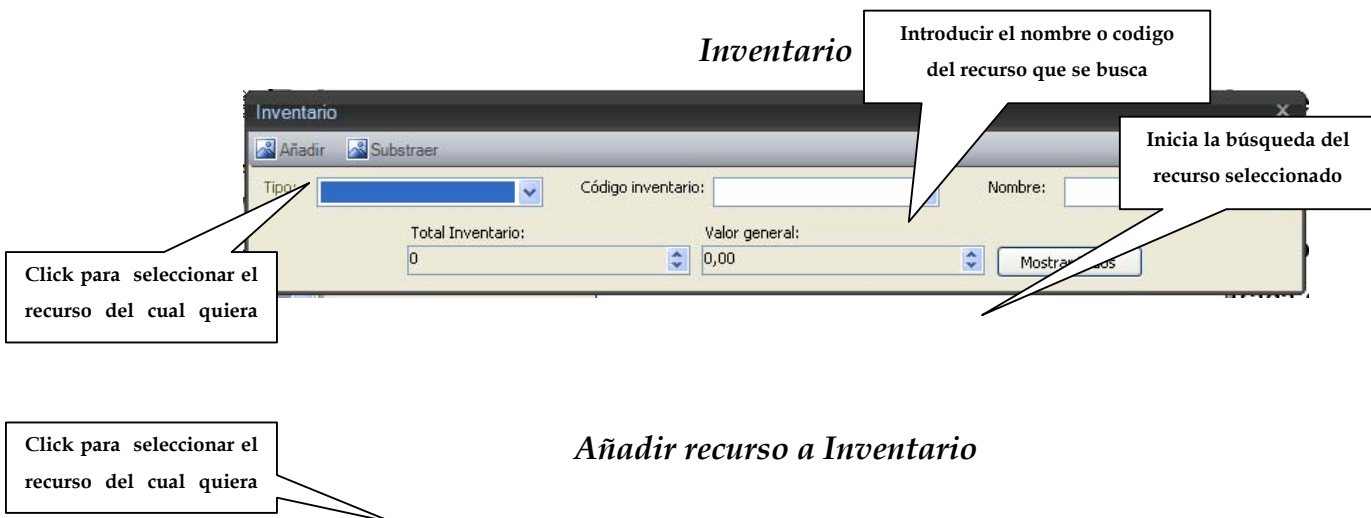 Inventario
Introducir el nombre o codigo
del recurso que se busca
Inventario
Añadir Substraer
Inicia la búsqueda del
recurso seleccionado
Tipo: Código inventario: Nombre:
Total Inventario: Valor general:
0 0,00
Click para seleccionar el
recurso del cual quiera
Click para seleccionar el
recurso del cual quiera
Añadir recurso a Inventario